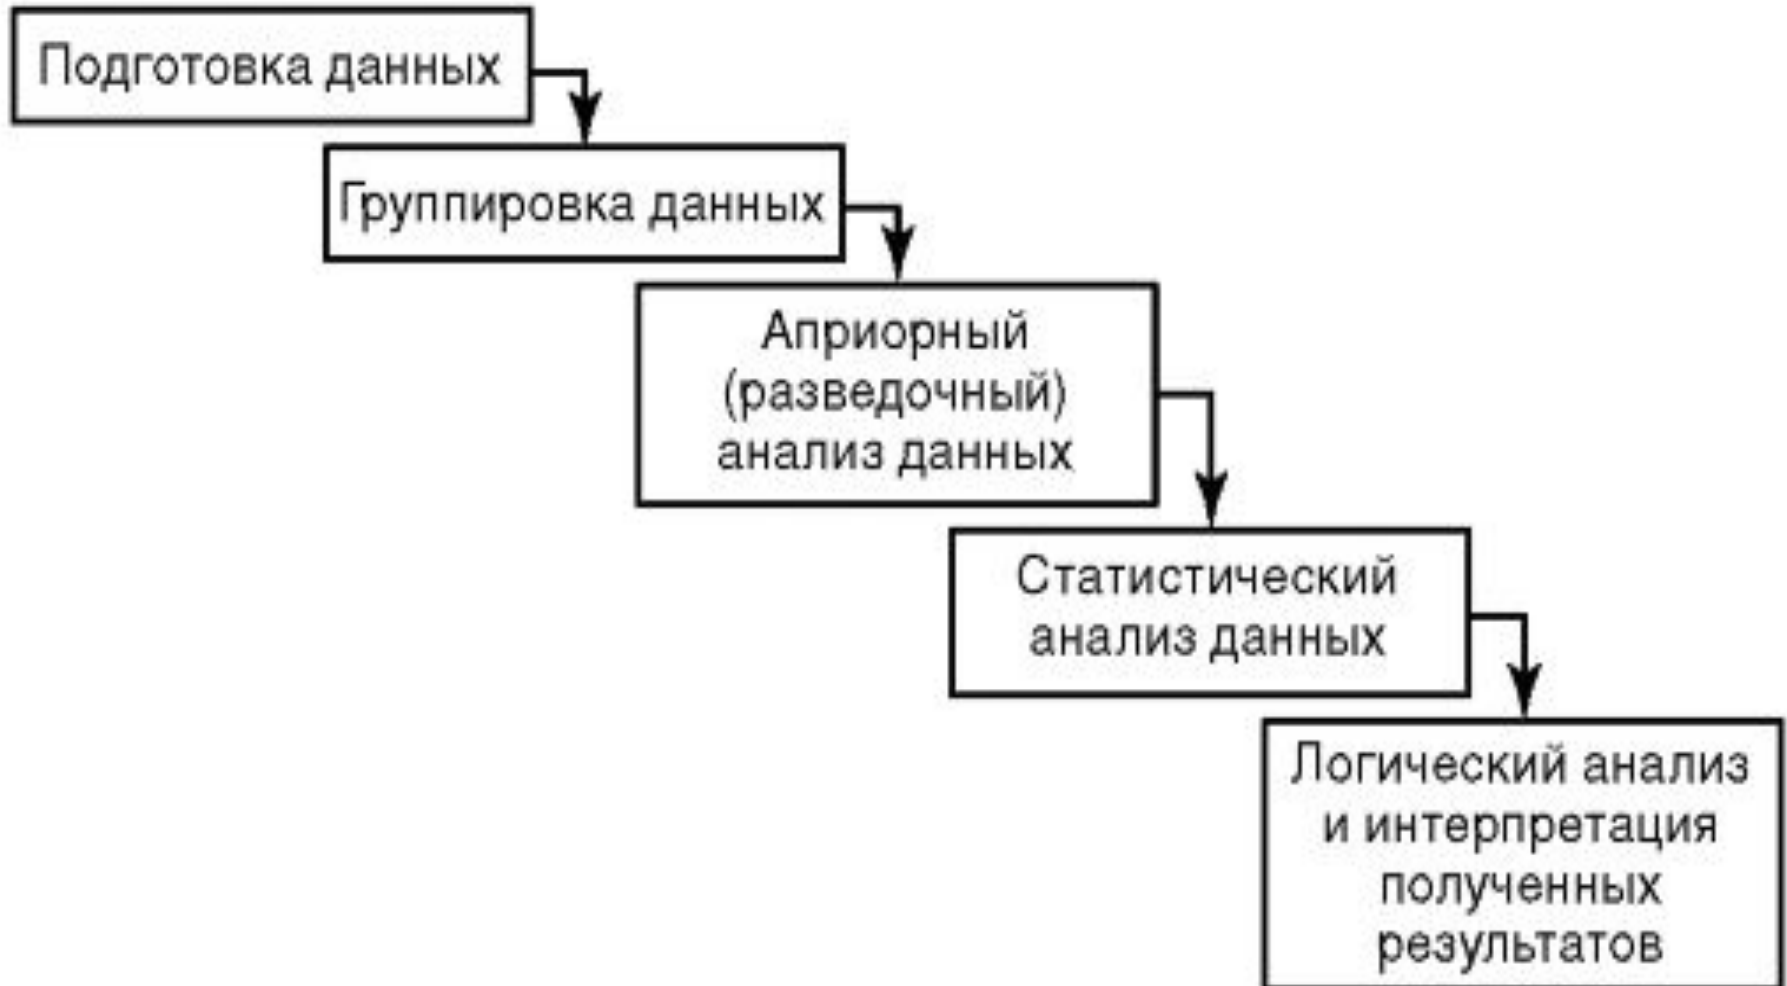 Подготовка данных
Группировка данных
Априорный
(разведочный)
анализ данных
Статистический
анализ данных
Логический анализ
и интерпретация
полученных
результатов